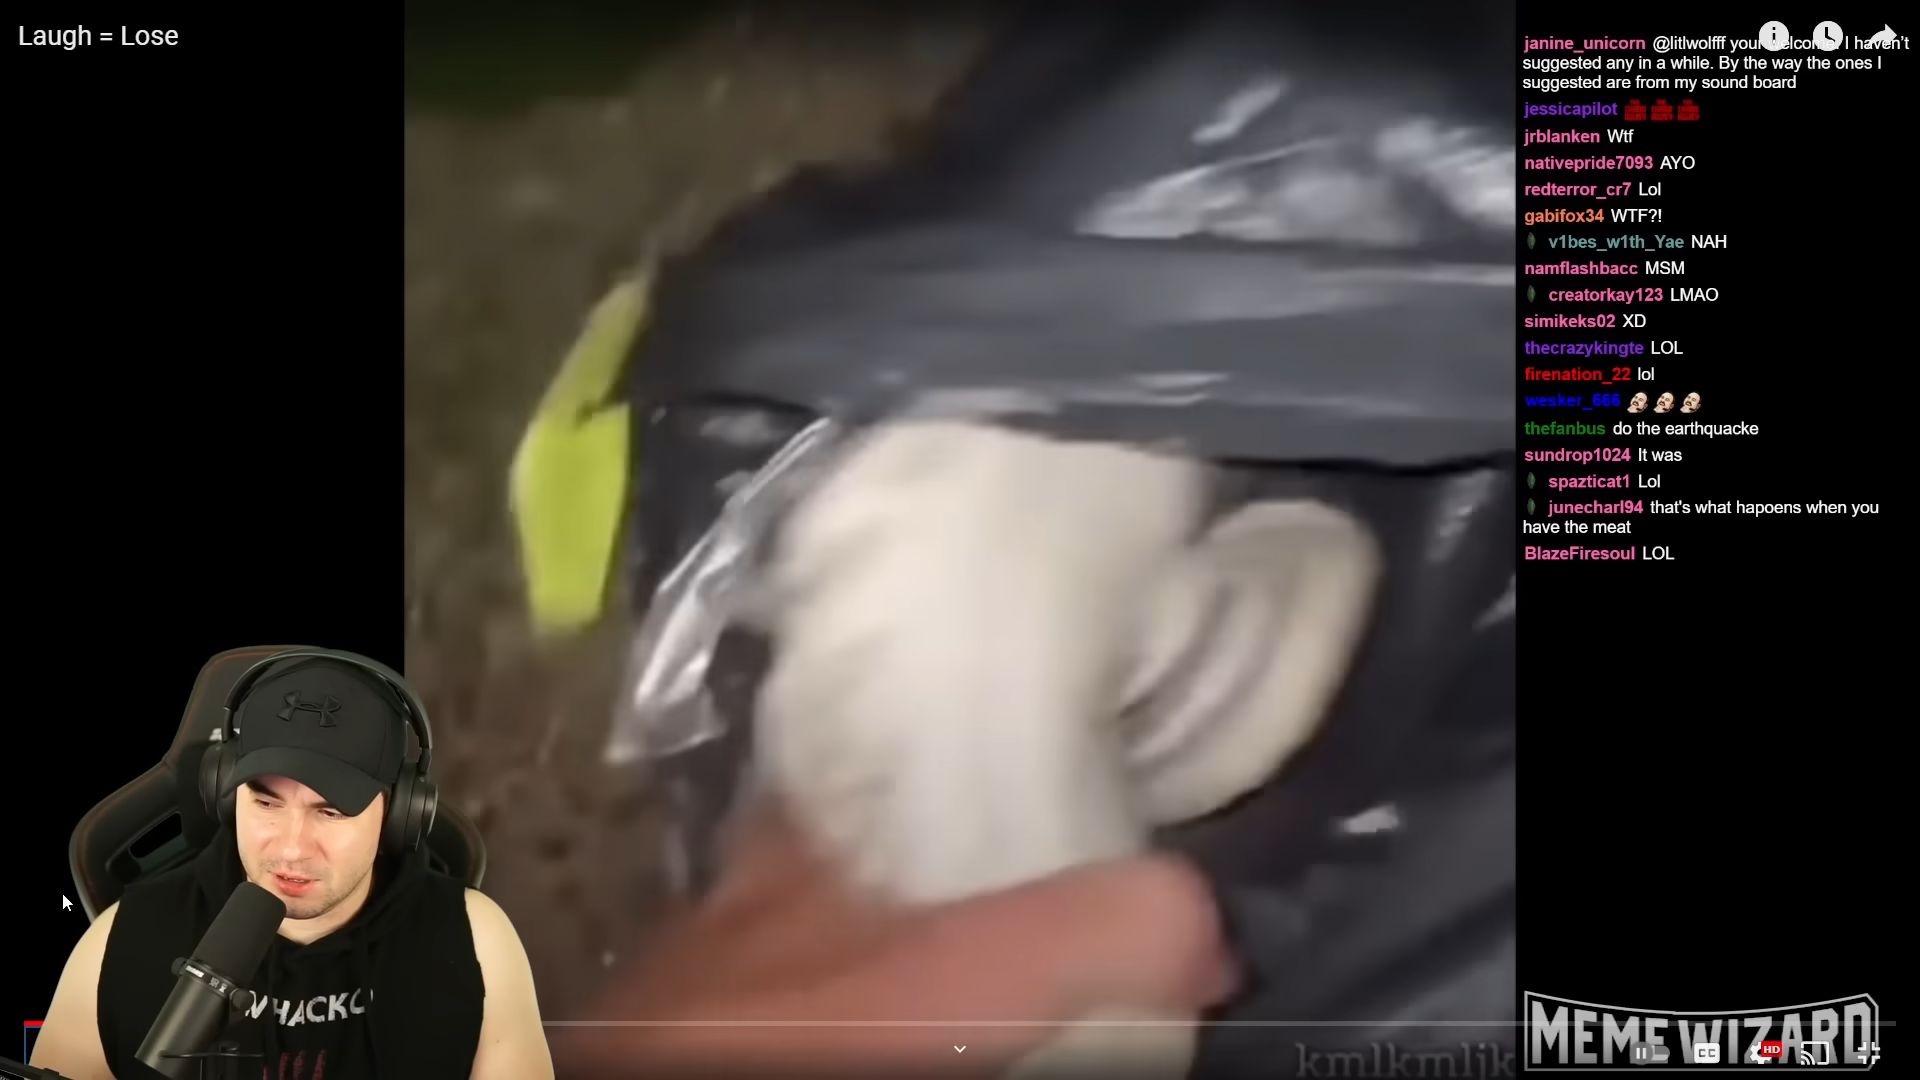 Laugh = Lose
janine_unicorn @litlwolfff your welcome! I haven't
suggested any in a while. By the way the ones I
suggested are from my sound board
jessicapilot
jrblanken Wtf
nativepride7093 AYO
redterror_cr7 Lol
gabifox34 WTF?!
v1bes_w1th_Yae NAH
namflashbacc MSM
creatorkay123 LMAO
simikeks02 XD
thecrazykingte LOL
firenation_22 lol
wesker_666
thefanbus do the earthquacke
sundrop1024 It was
spazticat1 Lol
junecharl94 that's what hapoens when you
have the meat
BlazeFiresoul LOL
MEME WIZARD
CC HD
kmlkmljk